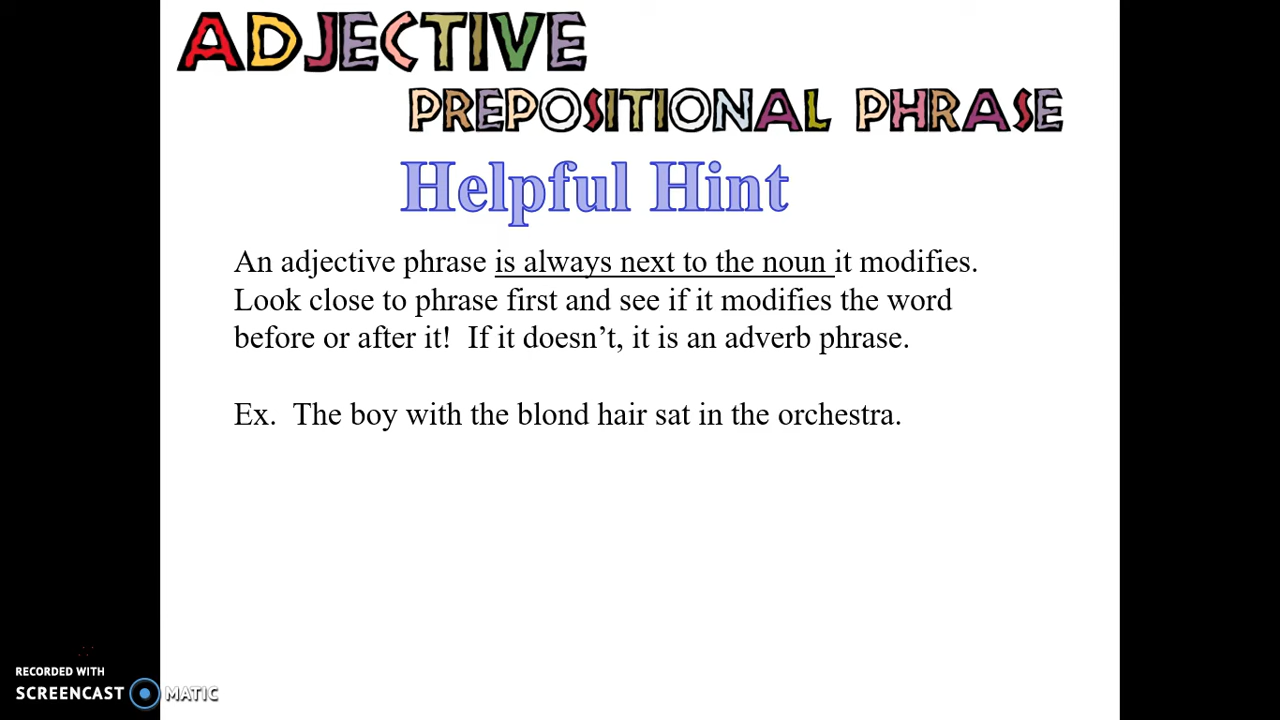 ADJECTIVE
PREPOSITIONAL PHRASE
Helpful Hint
An adjective phrase is always next to the noun it modifies.
Look close to phrase first and see if it modifies the word
before or after it!  If it doesn’t, it is an adverb phrase.
Ex.  The boy with the blond hair sat in the orchestra.
RECORDED WITH
SCREENCAST MATIC